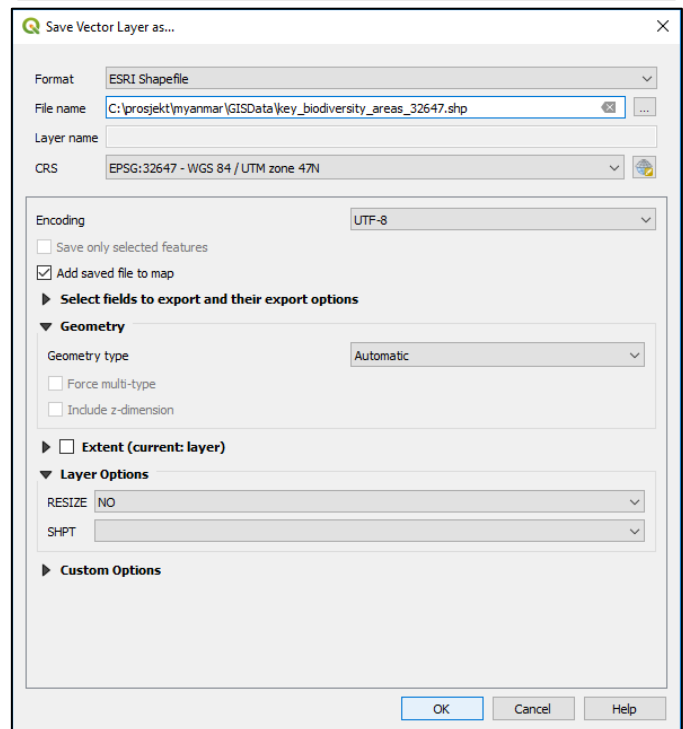 Save Vector Layer as...
Format ESRI Shapefile
File name C:\prosjekt\myanmar\GISData\key_biodiversity_areas_32647.shp ...
Layer name
CRS EPSG:32647 - WGS 84 / UTM zone 47N
Encoding UTF-8
Save only selected features
Add saved file to map
Select fields to export and their export options
Geometry
Geometry type Automatic
Force multi-type
Include z-dimension
Extent (current: layer)
Layer Options
RESIZE NO
SHPT
Custom Options
OK Cancel Help